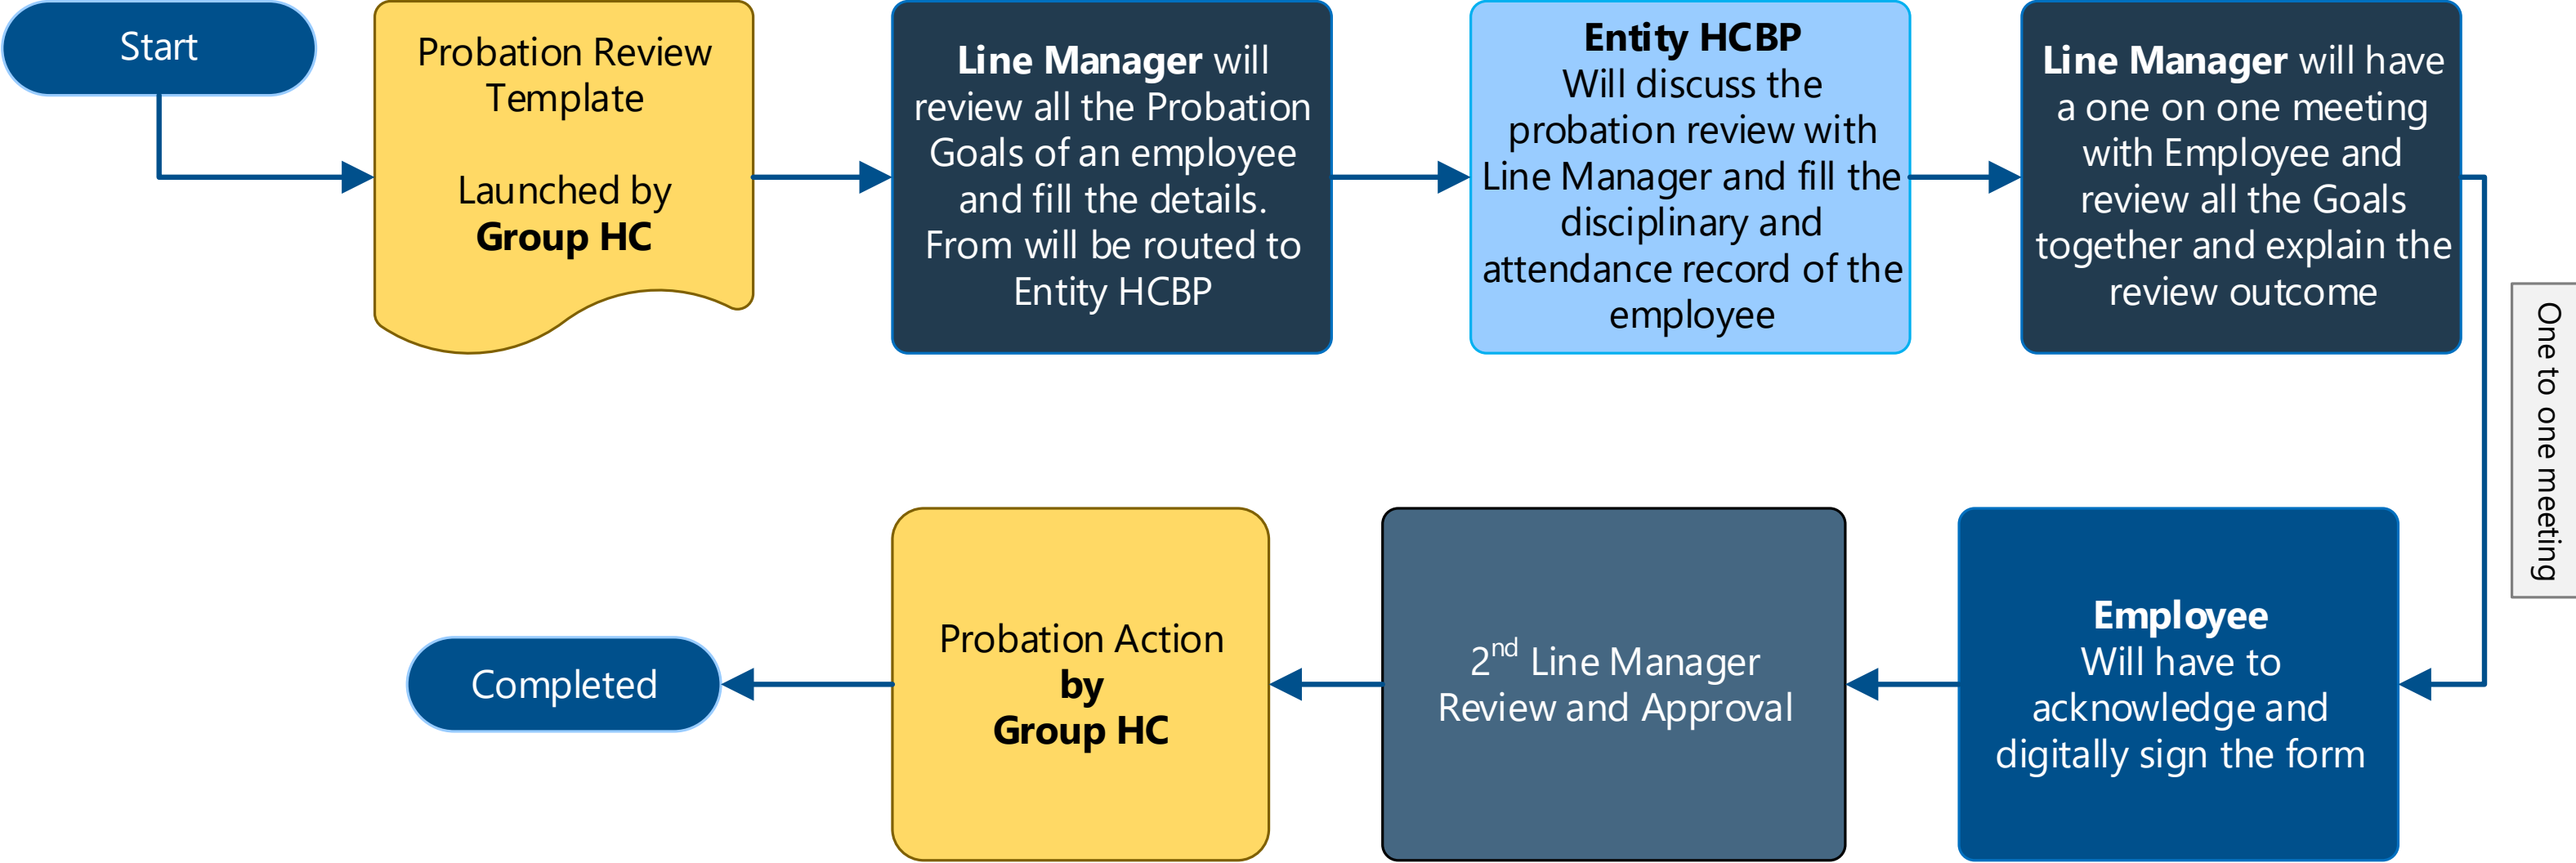 Start
Probation Review
Template
Launched by
Group HC
Line Manager will
review all the Probation
Goals of an employee
and fill the details.
From will be routed to
Entity HCBP
Entity HCBP
Will discuss the
probation review with
Line Manager and fill the
disciplinary and
attendance record of the
employee
Line Manager will have
a one on one meeting
with Employee and
review all the Goals
together and explain the
review outcome
One to one meeting
Employee
Will have to
acknowledge and
digitally sign the form
2nd Line Manager
Review and Approval
Probation Action
by
Group HC
Completed